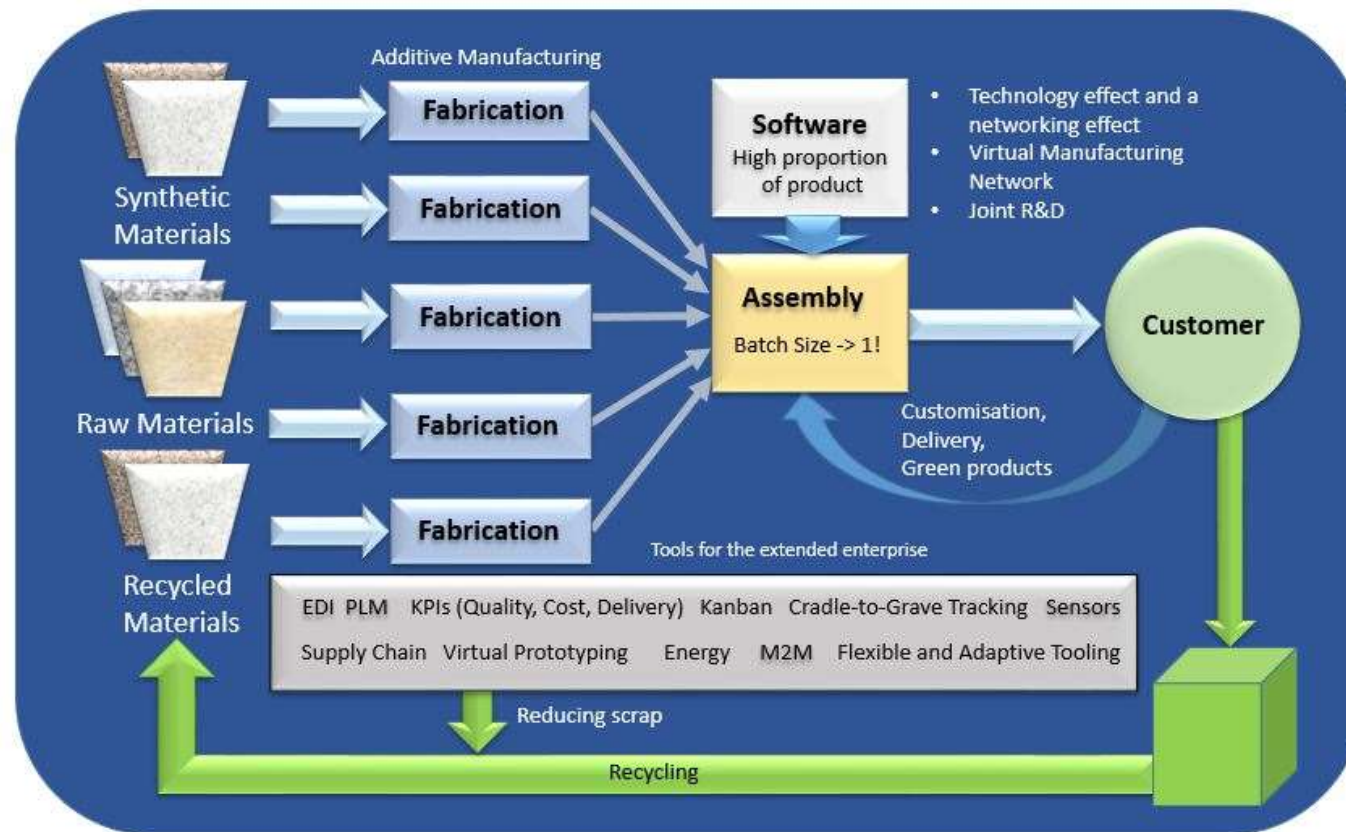 Additive Manufacturing
Fabrication
Fabrication
Fabrication
Fabrication
Fabrication
Synthetic
Materials
Raw Materials
Recycled
Materials
Software
High proportion
of product
• Technology effect and a
networking effect
• Virtual Manufacturing
Network
• Joint R&D
Assembly
Batch Size -> 1!
Customer
Customisation,
Delivery,
Green products
Tools for the extended enterprise
EDI PLM KPIs (Quality, Cost, Delivery) Kanban Cradle-to-Grave Tracking Sensors
Supply Chain Virtual Prototyping Energy M2M Flexible and Adaptive Tooling
Reducing scrap
Recycling